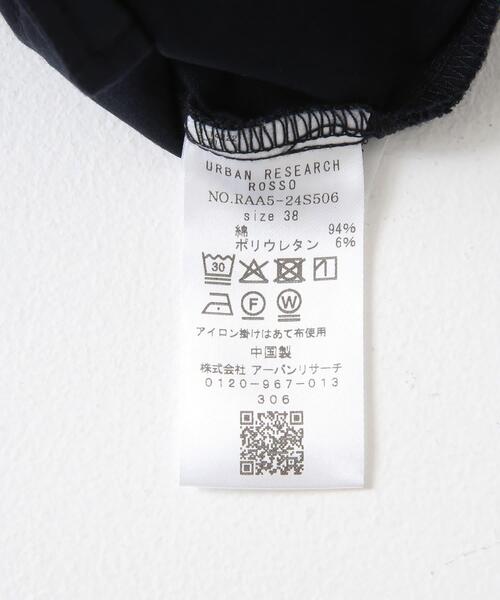 URBAN RESEARCH
ROSSO
NO.RAA5-24S506
size 38
綿 94%
ポリウレタン 6%
30
F W
アイロン掛けはあて布使用
中国製
株式会社 アーバンリサーチ
0120-967-013
306